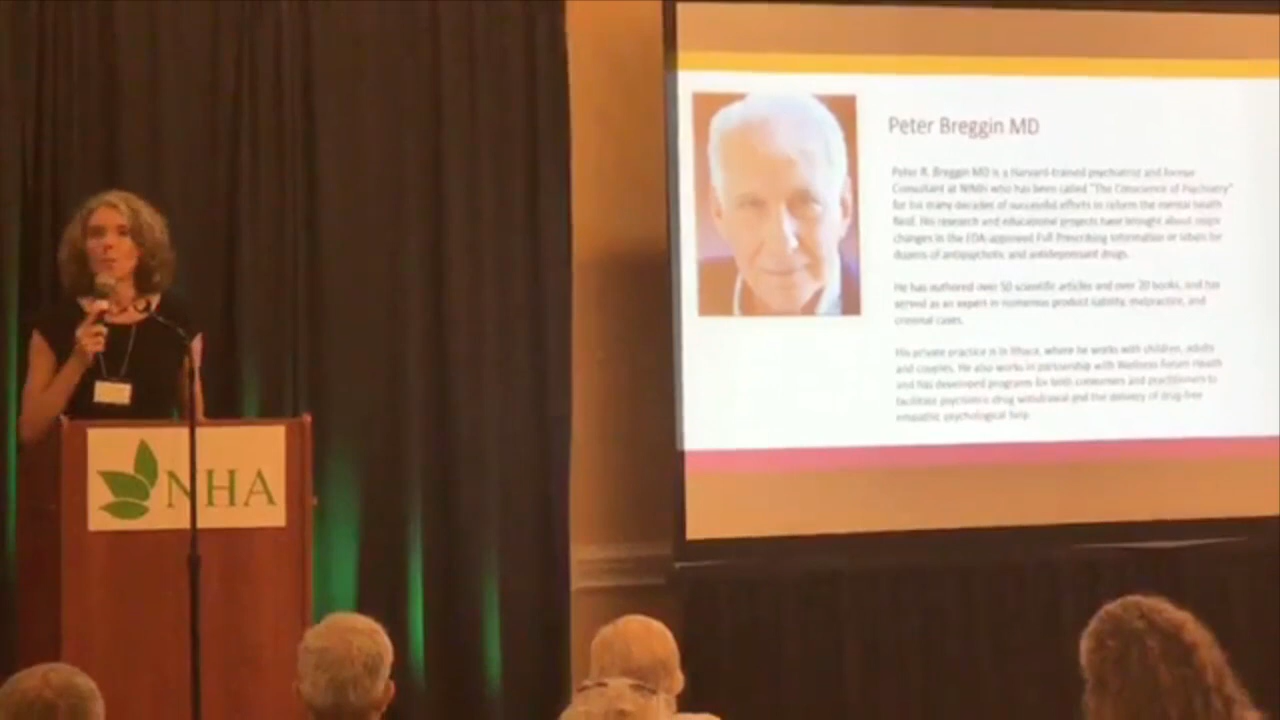 NHA
Peter Breggin MD
Peter R. Breggin MD is a Harvard-trained psychiatrist and former
Consultant at NIMH who has been called "The Conscience of Psychiatry"
for his many decades of successful efforts to reform the mental health
field. His research and educational projects have brought about major
changes in the FDA-approved Full Prescribing Information or labels for
dozens of antipsychotic and antidepressant drugs.
He has authored over 50 scientific articles and over 20 books, and has
served as an expert in numerous product liability, malpractice, and
criminal cases.
His private practice is in Ithaca, where he works with children, adults
and couples. He also works in partnership with Wellness Forum Health
and has developed programs for both consumers and practitioners to
facilitate psychiatric drug withdrawal and the delivery of drug-free
empathic psychological help.